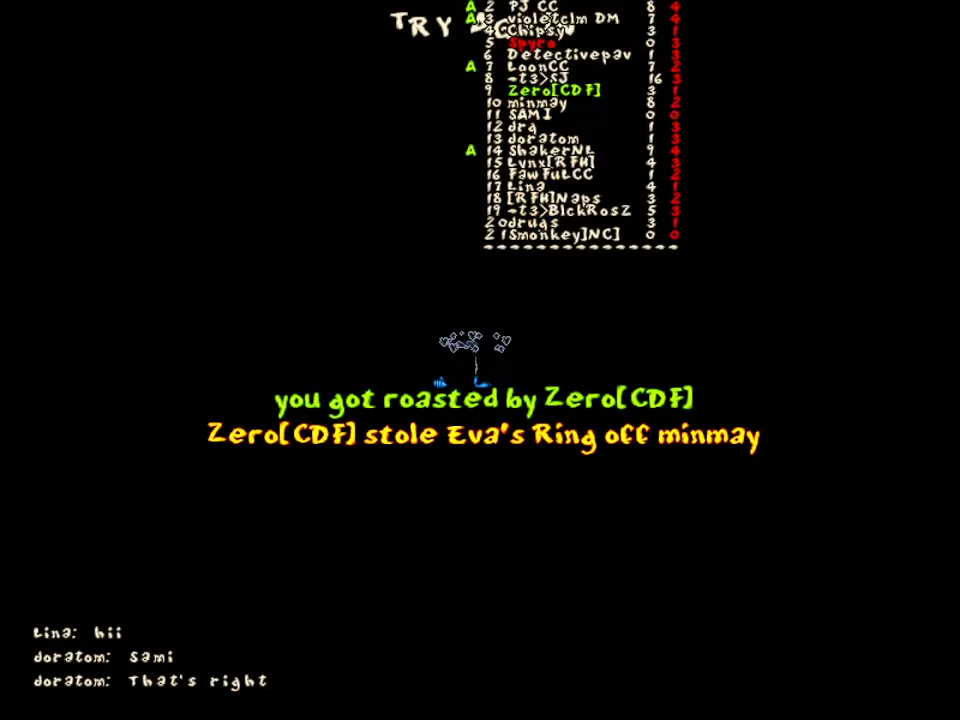 TRY
A 2 PJ CC 8 4
A 3 violetclm DM 7 4
4 Chipsy 3 1
5 Spyro 0 3
6 Detectivepav 1 3
A 7 LoonCC 7 2
8 -t3>SJ 16 3
9 Zero[CDF] 3 1
10 minmay 8 2
11 SAMI 0 0
12 drq 1 3
13 doratom 1 3
A 14 ShakerNL 9 4
15 Lynx[RFH] 4 3
16 FawFulCC 1 2
17 Lina 4 1
18 [RFH]Naps 3 2
19 -t3>BlckRosZ 5 3
20 drugs 3 1
21 Smonkey]NC] 0 0
you got roasted by Zero[CDF]
Zero[CDF] stole Eva's Ring off minmay
Lina: hii
doratom: Sami
doratom: That's right